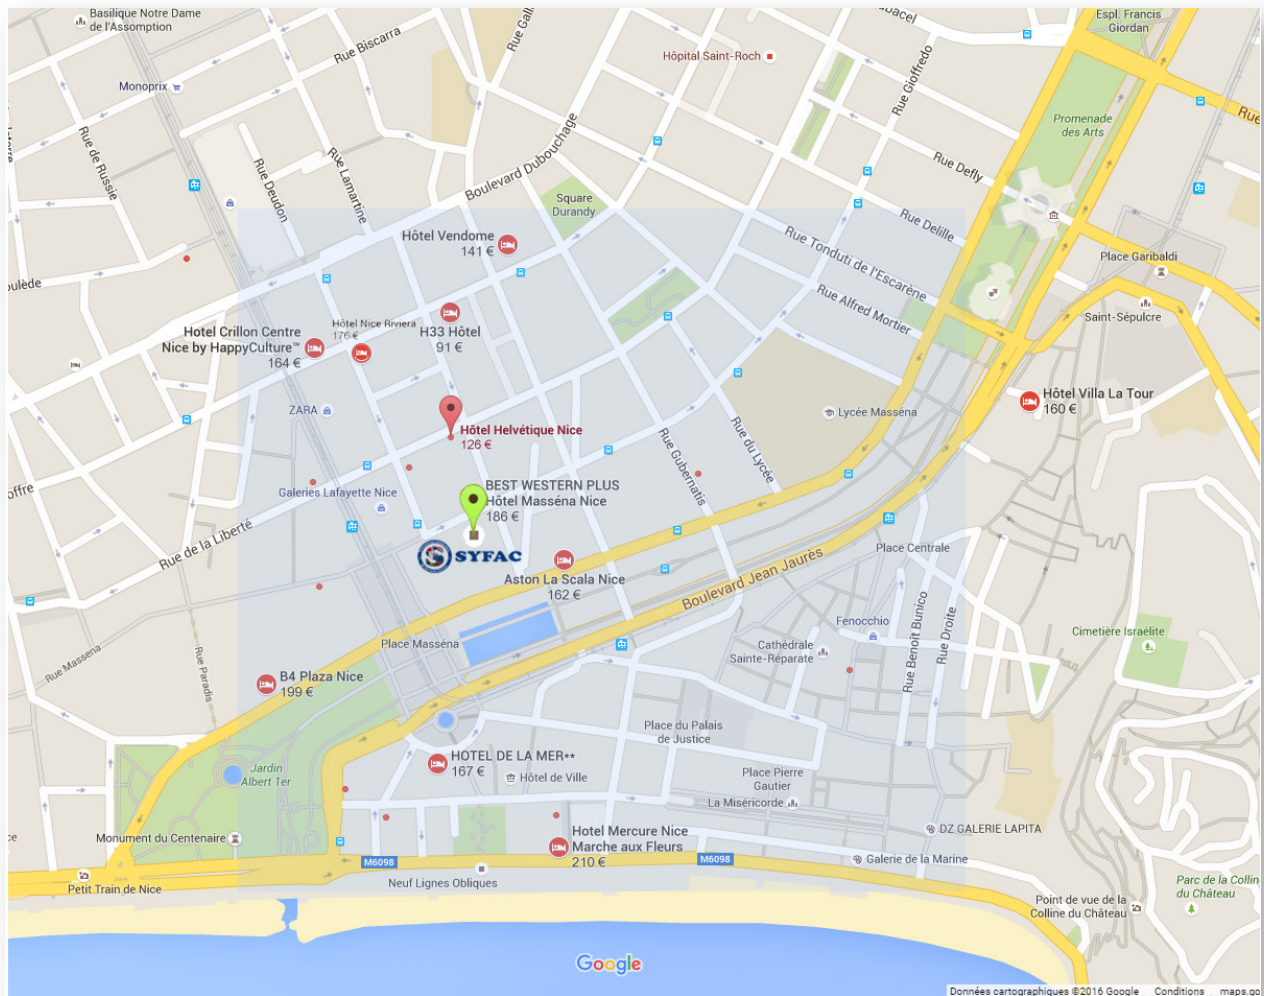 Basilique Notre Dame
de l'Assomption
Espl. Francis
Giordan
Rue Biscarra
Hôpital Saint-Roch
Monoprix
Rue Gioffredo
Promenade
des Arts
Rue
Rue de Russie
Rue Lamartine
Rue Deudon
Boulevard Dubouchage
Rue Defly
Square
Durandy
Rue Delille
Hôtel Vendome
141 €
Rue Tonduti de l'Escarène
Place Garibaldi
Rue Alfred Mortier
Saint-Sépulcre
Hotel Crillon Centre
Nice by HappyCulture™
164 €
Hôtel Nice Riviera
176 €
H33 Hôtel
91 €
Hôtel Villa La Tour
160 €
ZARA
Lycée Masséna
Hôtel Helvétique Nice
126 €
Rue Gubernatis
Rue du Lycée
Galeries Lafayette Nice
BEST WESTERN PLUS
Hôtel Masséna Nice
186 €
Rue de la Liberté
SYFAC
Place Centrale
Aston La Scala Nice
162 €
Boulevard Jean Jaurès
Rue Benoît Bunico
Rue Droite
Fenocchio
Cimetière Israélite
Place Masséna
Cathédrale
Sainte-Réparate
Rue Massena
Rue Paradis
B4 Plaza Nice
199 €
Place du Palais
de Justice
HOTEL DE LA MER**
167 €
Hôtel de Ville
Jardin
Albert Ter
Place Pierre
Gautier
La Miséricorde
Monument du Centenaire
Hotel Mercure Nice
Marche aux Fleurs
210 €
DZ GALERIE LAPITA
M6098
M6098
Galerie de la Marine
Petit Train de Nice
Neuf Lignes Obliques
Parc de la Collin
du Château
Point de vue de la
Colline du Château
Google
Données cartographiques ©2016 Google Conditions maps.go